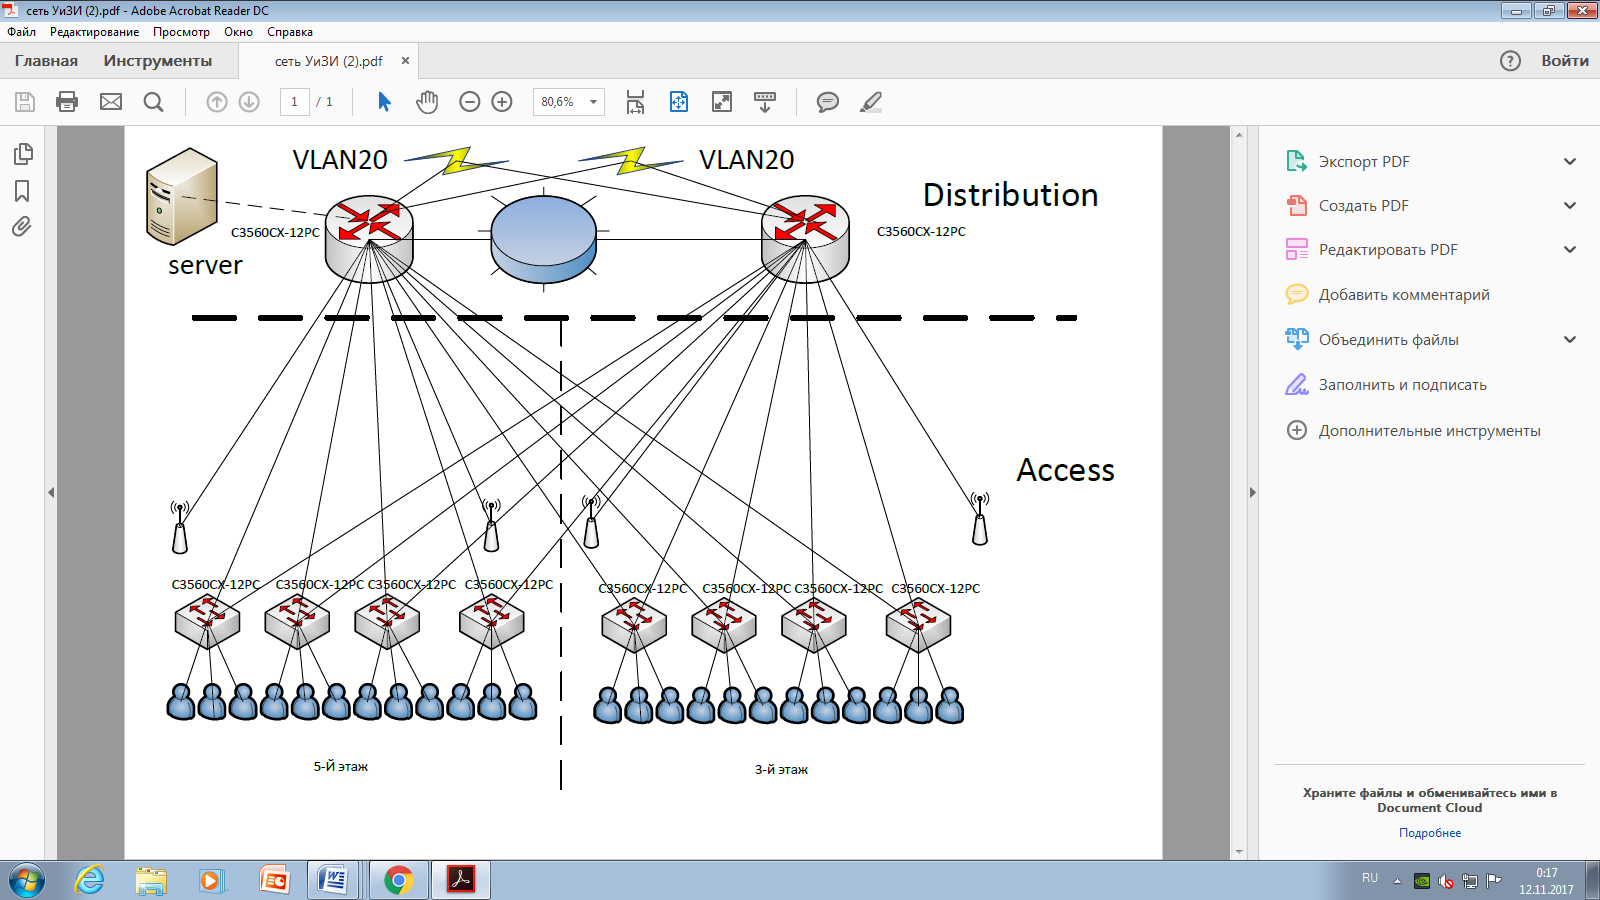 сеть УиЗИ (2).pdf - Adobe Acrobat Reader DC
Файл Редактирование Просмотр Окно Справка
Главная Инструменты сеть УиЗИ (2).pdf × Войти
1 / 1 80,6%
VLAN20 VLAN20
Distribution
C3560CX-12PC C3560CX-12PC
server
Access
C3560CX-12PC C3560CX-12PC C3560CX-12PC C3560CX-12PC
C3560CX-12PC C3560CX-12PC C3560CX-12PC C3560CX-12PC
5-Й этаж
3-й этаж
Экспорт PDF
Создать PDF
Редактировать PDF
Добавить комментарий
Объединить файлы
Заполнить и подписать
Дополнительные инструменты
Храните файлы и обменивайтесь ими в
Document Cloud
Подробнее
RU
0:17
12.11.2017